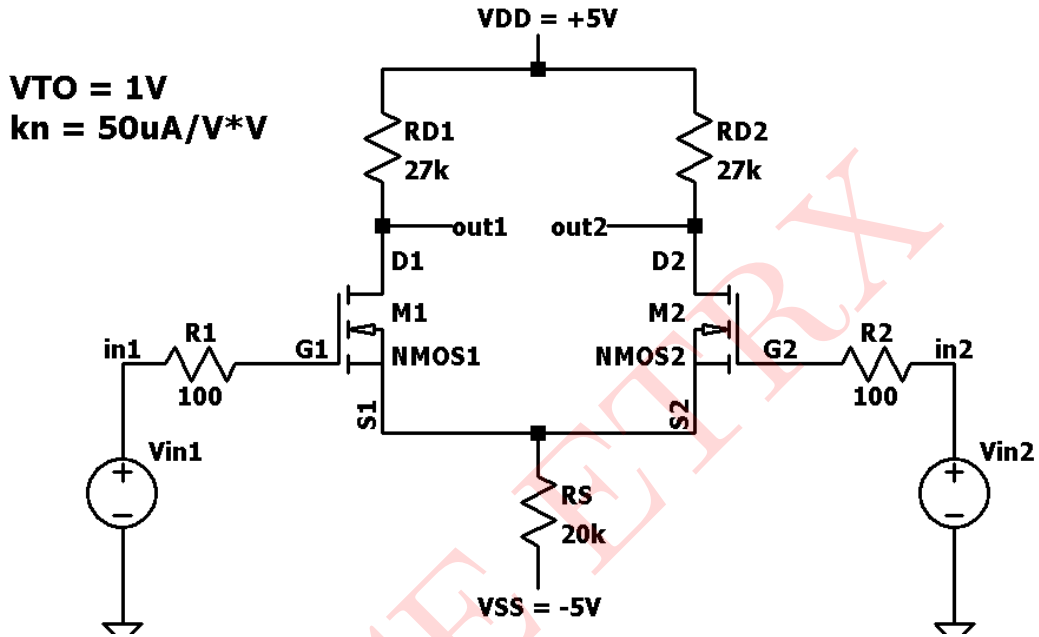 VDD = +5V
VTO = 1V
kn = 50uA/V*V
RD1
27k
RD2
27k
out1
out2
D1
D2
M1
M2
R1
R2
in1
G1
NMOS1
NMOS2
G2
in2
100
100
S1
S2
Vin1
Vin2
RS
20k
VSS = -5V
ETRX